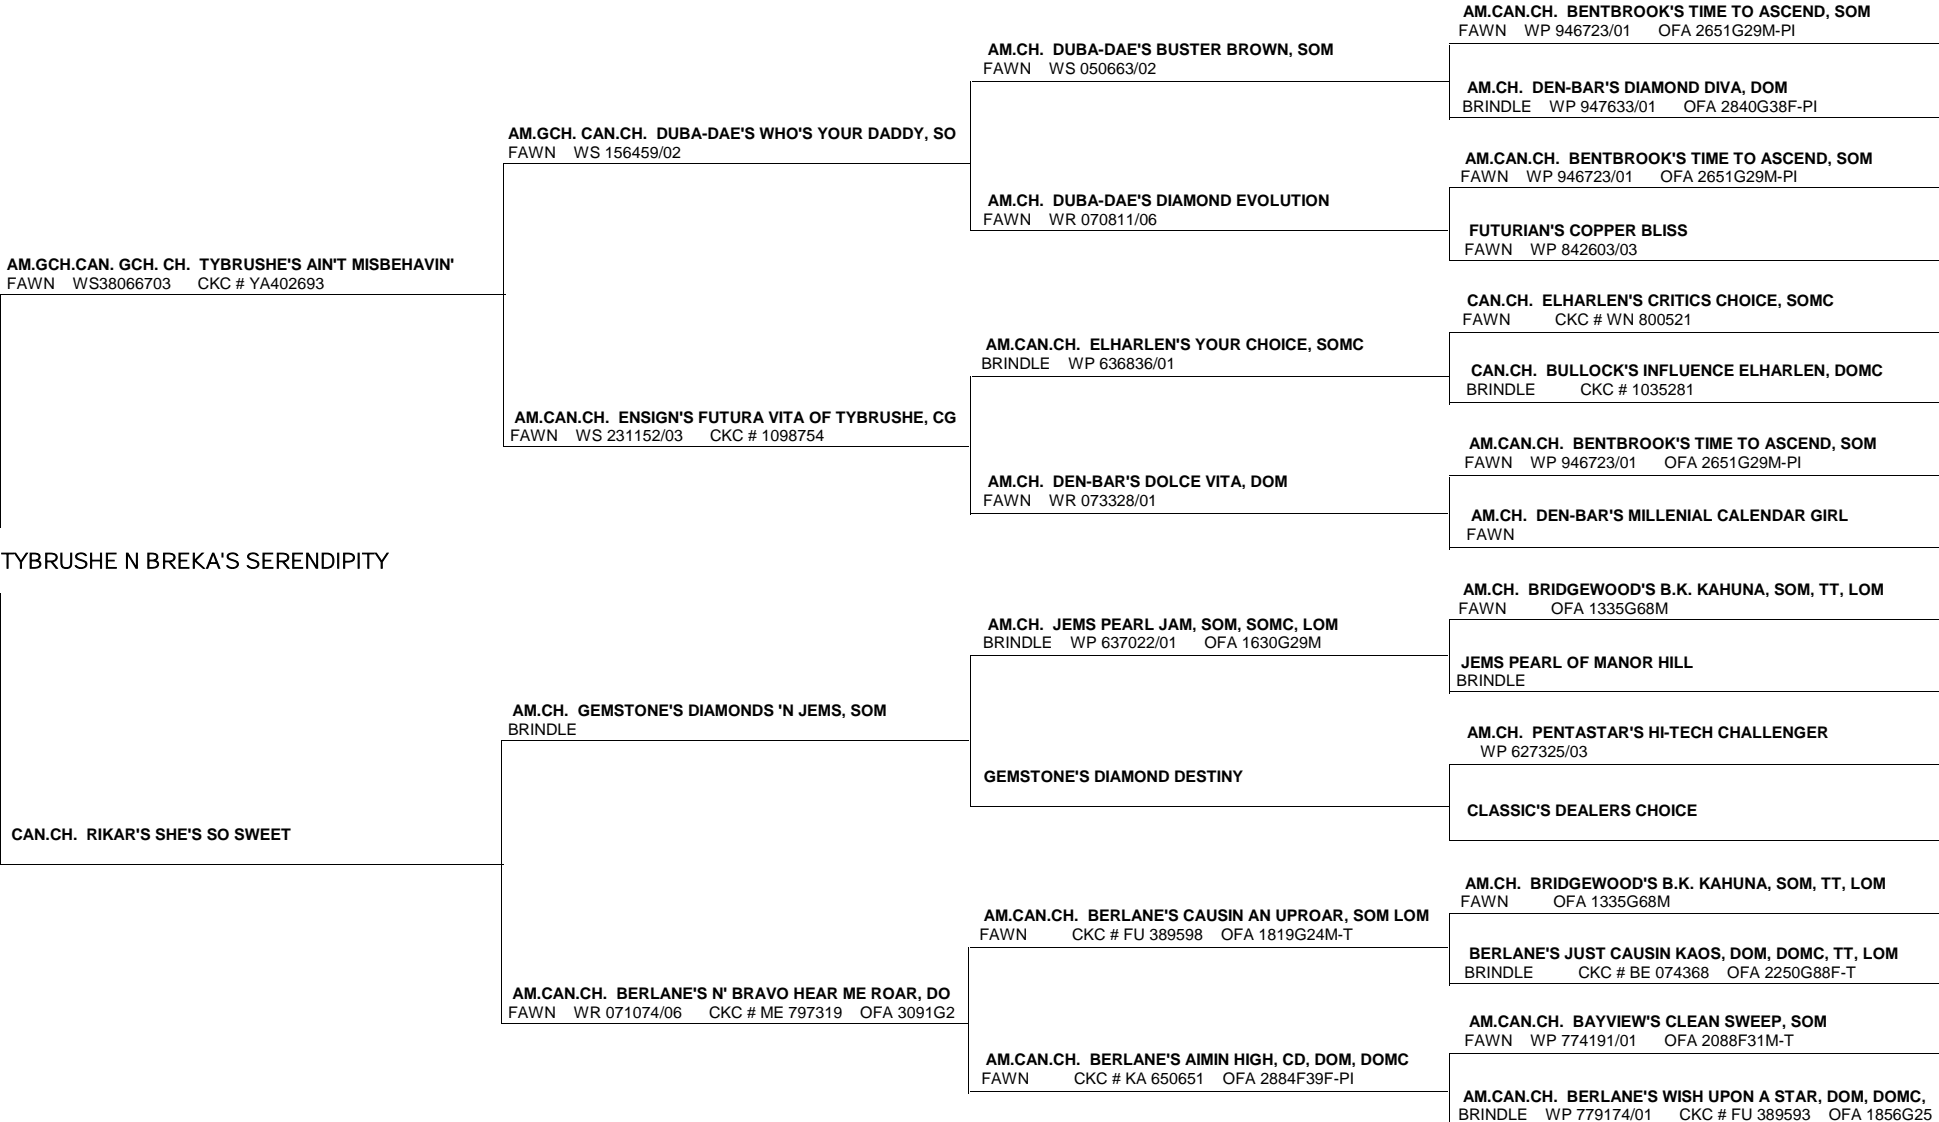 AM.CAN.CH. BENTBROOK'S TIME TO ASCEND, SOM
FAWN WP 946723/01 OFA 2651G29M-PI
AM.CH. DUBA-DAE'S BUSTER BROWN, SOM
FAWN WS 050663/02
AM.CH. DEN-BAR'S DIAMOND DIVA, DOM
BRINDLE WP 947633/01 OFA 2840G38F-PI
AM.GCH. CAN.CH. DUBA-DAE'S WHO'S YOUR DADDY, SO
FAWN WS 156459/02
AM.CAN.CH. BENTBROOK'S TIME TO ASCEND, SOM
FAWN WP 946723/01 OFA 2651G29M-PI
AM.CH. DUBA-DAE'S DIAMOND EVOLUTION
FAWN WR 070811/06
FUTURIAN'S COPPER BLISS
FAWN WP 842603/03
AM.GCH.CAN. GCH. CH. TYBRUSHE'S AIN'T MISBEHAVIN'
FAWN WS38066703 CKC # YA402693
CAN.CH. ELHARLEN'S CRITICS CHOICE, SOMC
FAWN CKC # WN 800521
AM.CAN.CH. ELHARLEN'S YOUR CHOICE, SOMC
BRINDLE WP 636836/01
CAN.CH. BULLOCK'S INFLUENCE ELHARLEN, DOMC
BRINDLE CKC # 1035281
AM.CAN.CH. ENSIGN'S FUTURA VITA OF TYBRUSHE, CG
FAWN WS 231152/03 CKC # 1098754
AM.CAN.CH. BENTBROOK'S TIME TO ASCEND, SOM
FAWN WP 946723/01 OFA 2651G29M-PI
AM.CH. DEN-BAR'S DOLCE VITA, DOM
FAWN WR 073328/01
AM.CH. DEN-BAR'S MILLENIAL CALENDAR GIRL
FAWN
TYBRUSHE N BREKA'S SERENDIPITY
AM.CH. BRIDGEWOOD'S B.K. KAHUNA, SOM, TT, LOM
FAWN OFA 1335G68M
AM.CH. JEMS PEARL JAM, SOM, SOMC, LOM
BRINDLE WP 637022/01 OFA 1630G29M
JEMS PEARL OF MANOR HILL
BRINDLE
AM.CH. GEMSTONE'S DIAMONDS 'N JEMS, SOM
BRINDLE
AM.CH. PENTASTAR'S HI-TECH CHALLENGER
WP 627325/03
GEMSTONE'S DIAMOND DESTINY
CLASSIC'S DEALERS CHOICE
CAN.CH. RIKAR'S SHE'S SO SWEET
AM.CH. BRIDGEWOOD'S B.K. KAHUNA, SOM, TT, LOM
FAWN OFA 1335G68M
AM.CAN.CH. BERLANE'S CAUSIN AN UPROAR, SOM LOM
FAWN CKC # FU 389598 OFA 1819G24M-T
BERLANE'S JUST CAUSIN KAOS, DOM, DOMC, TT, LOM
BRINDLE CKC # BE 074368 OFA 2250G88F-T
AM.CAN.CH. BERLANE'S N' BRAVO HEAR ME ROAR, DO
FAWN WR 071074/06 CKC # ME 797319 OFA 3091G2
AM.CAN.CH. BAYVIEW'S CLEAN SWEEP, SOM
FAWN WP 774191/01 OFA 2088F31M-T
AM.CAN.CH. BERLANE'S AIMIN HIGH, CD, DOM, DOMC
FAWN CKC # KA 650651 OFA 2884F39F-PI
AM.CAN.CH. BERLANE'S WISH UPON A STAR, DOM, DOMC,
BRINDLE WP 779174/01 CKC # FU 389593 OFA 1856G25